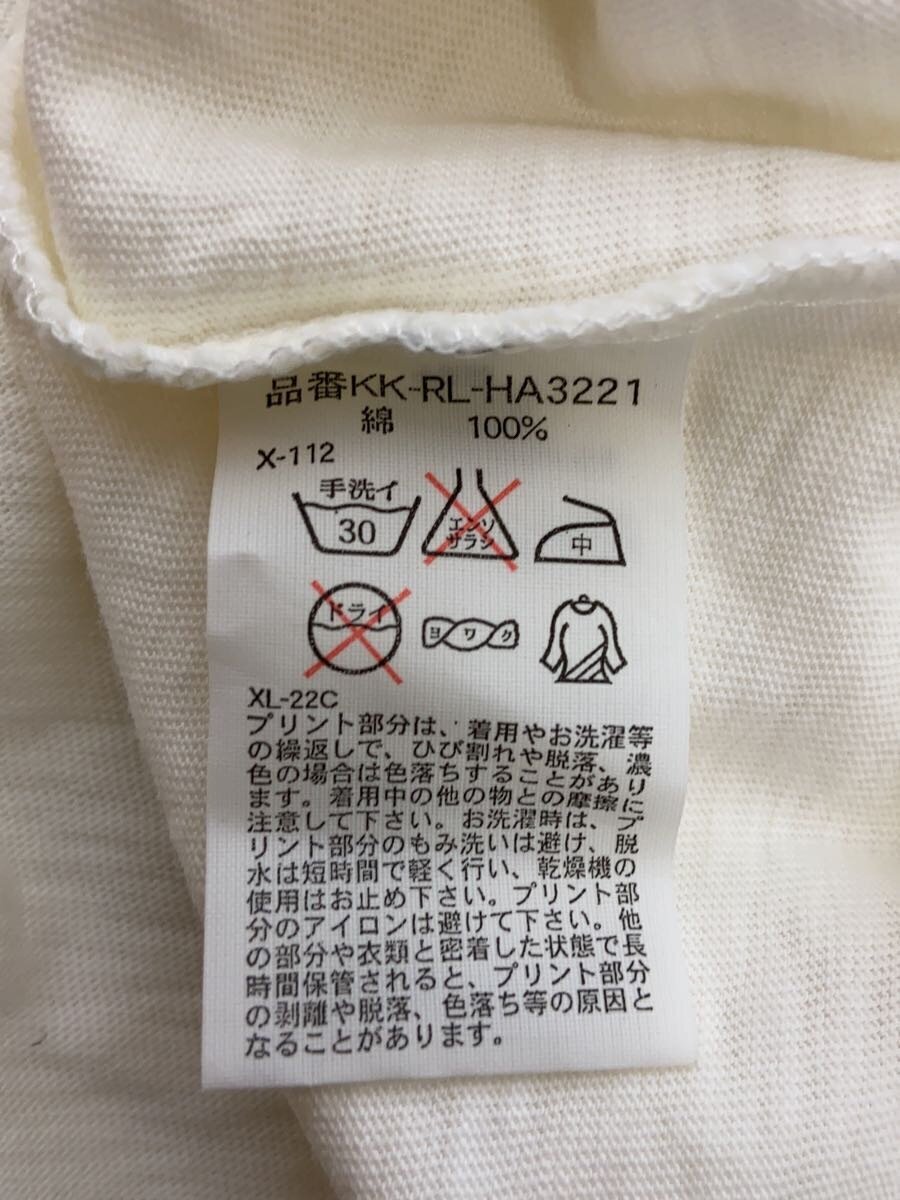 品番KK-RL-HA3221
綿 100%
X-112
手洗イ
30
エンソ
サラシ
中
ドライ
ヨワク
XL-22C
プリント部分は、着用やお洗濯等
の繰返しで、ひび割れや脱落、濃
色の場合は色落ちすることがあり
ます。着用中の他の物との摩擦に
注意して下さい。お洗濯時は、プ
リント部分のもみ洗いは避け、脱
水は短時間で軽く行い、乾燥機の
使用はお止め下さい。プリント部
分のアイロンは避けて下さい。他
の部分や衣類と密着した状態で長
時間保管されると、プリント部分
の剥離や脱落、色落ち等の原因と
なることがあります。